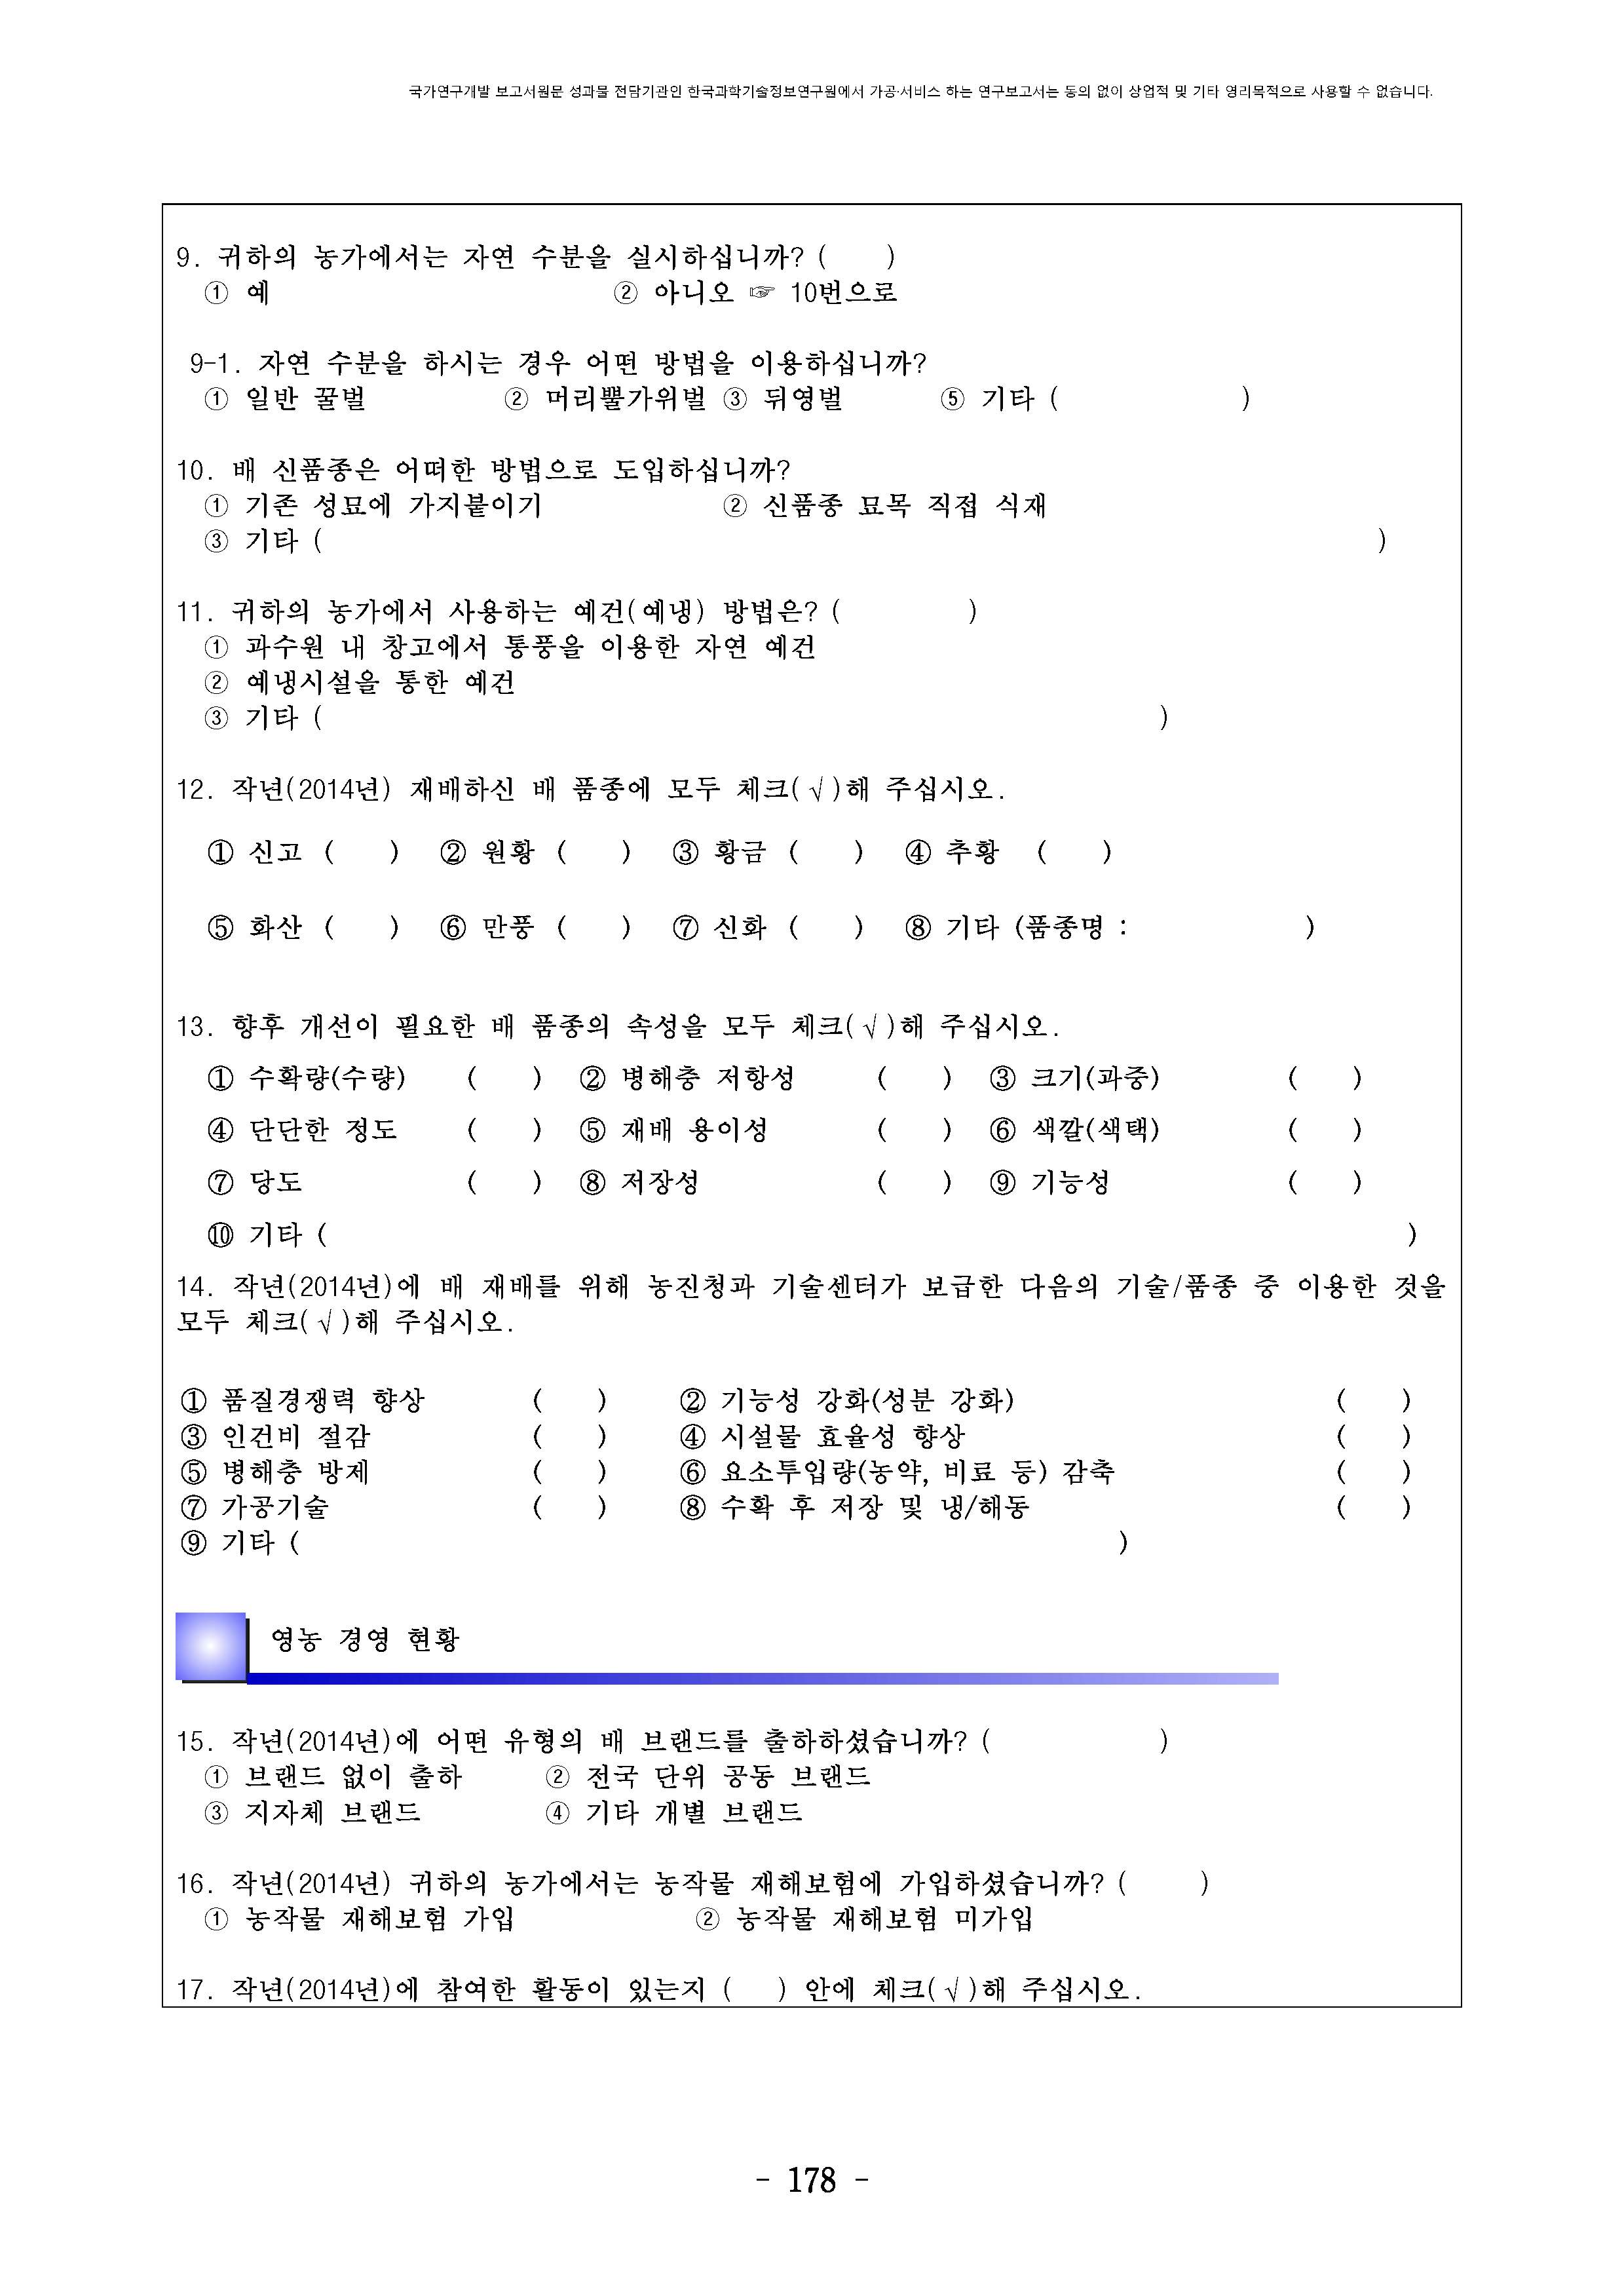 국가연구개발 보고서원문 성과물 전담기관인 한국과학기술정보연구원에서 가공·서비스 하는 연구보고서는 동의 없이 상업적 및 기타 영리목적으로 사용할 수 없습니다.
9. 귀하의 농가에서는 자연 수분을 실시하십니까? (    )
① 예    ② 아니오 ☞ 10번으로
9-1. 자연 수분을 하시는 경우 어떤 방법을 이용하십니까?
① 일반 꿀벌    ② 머리뿔가위벌 ③ 뒤영벌    ⑤ 기타 (    )
10. 배 신품종은 어떠한 방법으로 도입하십니까?
① 기존 성묘에 가지붙이기    ② 신품종 묘목 직접 식재
③ 기타 (    )
11. 귀하의 농가에서 사용하는 예건(예냉) 방법은? (    )
① 과수원 내 창고에서 통풍을 이용한 자연 예건
② 예냉시설을 통한 예건
③ 기타 (    )
12. 작년(2014년) 재배하신 배 품종에 모두 체크(√)해 주십시오.
① 신고 (    ) ② 원황 (    ) ③ 황금 (    ) ④ 추황 (    )
⑤ 화산 (    ) ⑥ 만풍 (    ) ⑦ 신화 (    ) ⑧ 기타 (품종명 :    )
13. 향후 개선이 필요한 배 품종의 속성을 모두 체크(√)해 주십시오.
① 수확량(수량) (    ) ② 병해충 저항성 (    ) ③ 크기(과중) (    )
④ 단단한 정도 (    ) ⑤ 재배 용이성 (    ) ⑥ 색깔(색택) (    )
⑦ 당도 (    ) ⑧ 저장성 (    ) ⑨ 기능성 (    )
⑩ 기타 (    )
14. 작년(2014년)에 배 재배를 위해 농진청과 기술센터가 보급한 다음의 기술/품종 중 이용한 것을
모두 체크(√)해 주십시오.
① 품질경쟁력 향상 (    ) ② 기능성 강화(성분 강화) (    )
③ 인건비 절감 (    ) ④ 시설물 효율성 향상 (    )
⑤ 병해충 방제 (    ) ⑥ 요소투입량(농약, 비료 등) 감축 (    )
⑦ 가공기술 (    ) ⑧ 수확 후 저장 및 냉/해동 (    )
⑨ 기타 (    )
영농 경영 현황
15. 작년(2014년)에 어떤 유형의 배 브랜드를 출하하셨습니까? (    )
① 브랜드 없이 출하    ② 전국 단위 공동 브랜드
③ 지자체 브랜드    ④ 기타 개별 브랜드
16. 작년(2014년) 귀하의 농가에서는 농작물 재해보험에 가입하셨습니까? (    )
① 농작물 재해보험 가입    ② 농작물 재해보험 미가입
17. 작년(2014년)에 참여한 활동이 있는지 (    ) 안에 체크(√)해 주십시오.
- 178 -